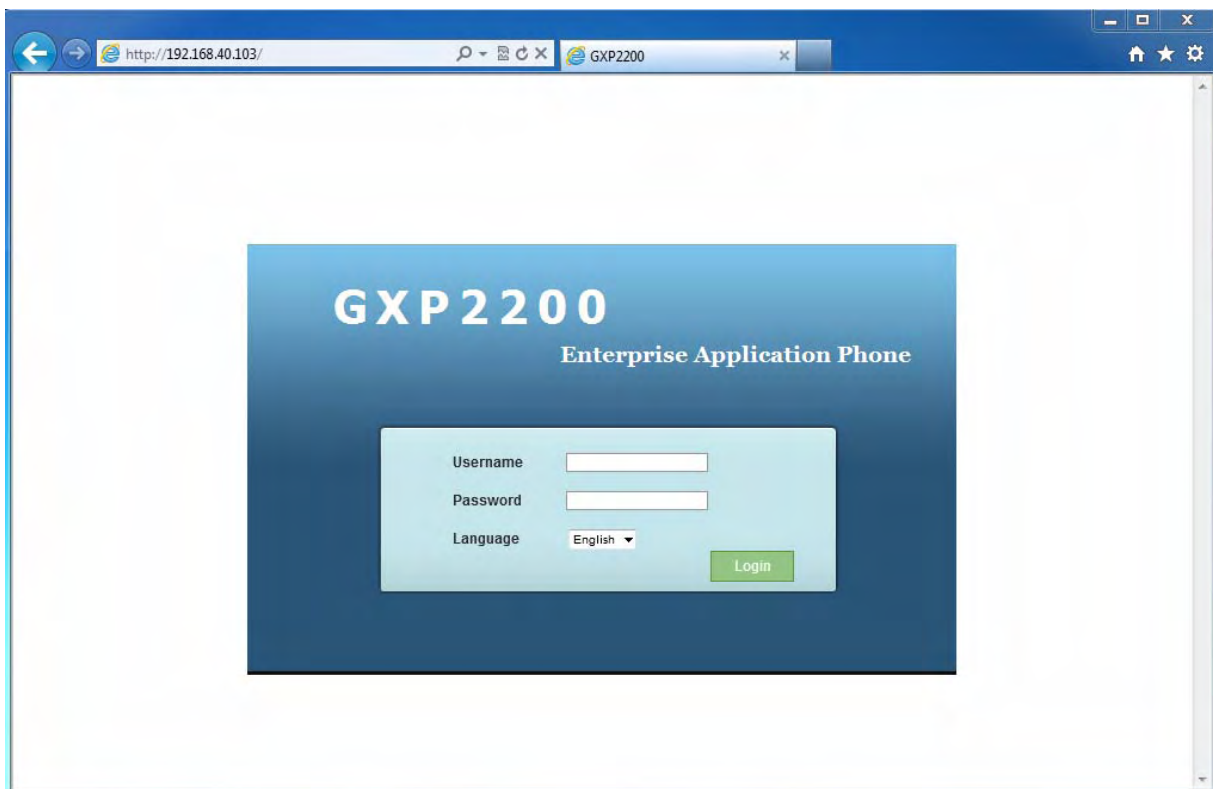 http://192.168.40.103/
GXP2200
GXP2200
Enterprise Application Phone
Username
Password
Language English
Login